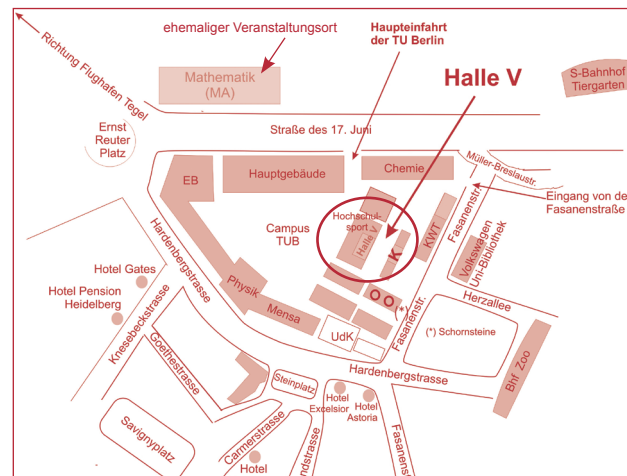 ehemaliger Veranstaltungsort
Haupteinfahrt
der TU Berlin
Richtung Flughafen Tegel
Mathematik
(MA)
Halle V
S-Bahnhof
Tiergarten
Ernst
Reuter
Platz
Straße des 17. Juni
Müller-Breslaustr.
EB
Hauptgebäude
Chemie
Eingang von de
Fasanenstraße
Fasanenstr.
Hochschul-
sport
Halle V
Campus
TUB
K
KWT
Volkswagen
Uni-Bibliothek
Hardenbergstraße
Hotel Gates
Hotel Pension
Heidelberg
Knesebeckstraße
Physik
Mensa
O O
(*)
Herzallee
Fasanenstr.
(*) Schornsteine
UdK
Goethestraße
Hardenbergstrasse
Bhf Zoo
Steinplatz
Hotel
Excelsior
Hotel
Astoria
Savignyplatz
Carmerstrasse
ndstrasse
Fasanenst
Hotel